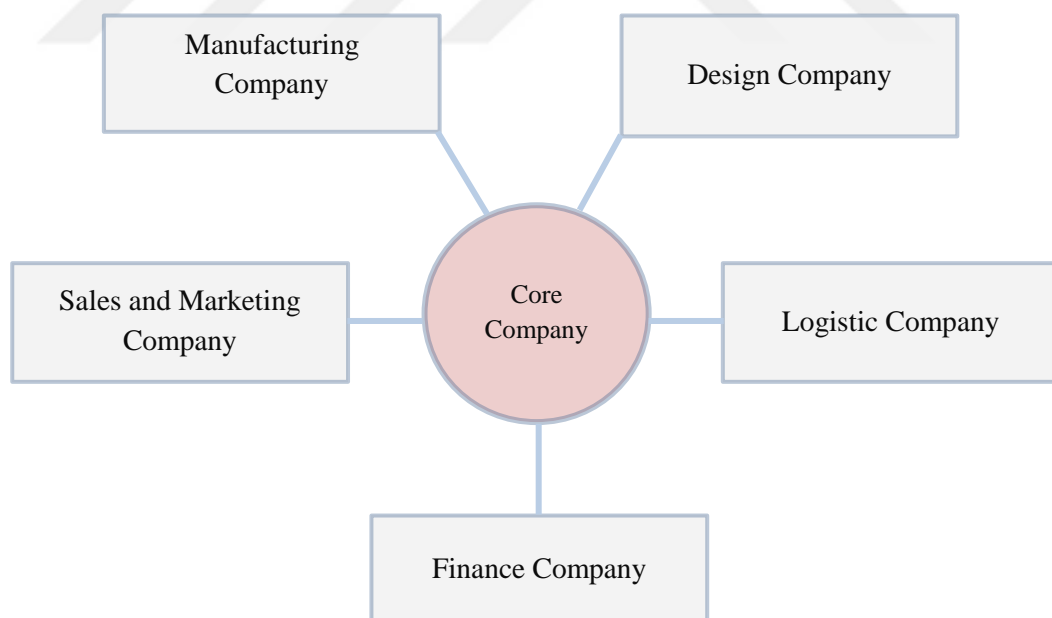 Manufacturing
Company
Design Company
Sales and Marketing
Company
Core
Company
Logistic Company
Finance Company